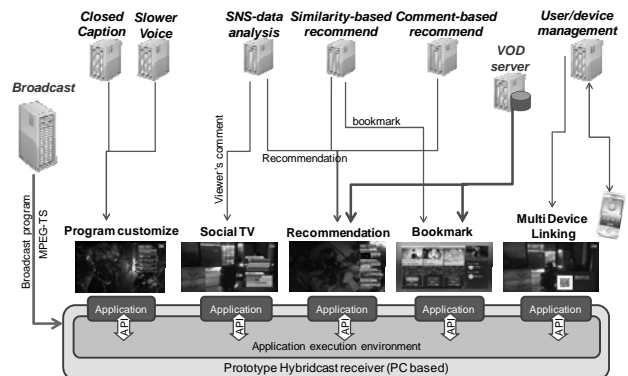 Closed
Caption
Slower
Voice
SNS-data
analysis
Similarity-based
recommend
Comment-based
recommend
User/device
management
VOD
server
Broadcast
bookmark
Viewer's comment
Recommendation
Broadcast program
MPEG-TS
Program customize
Social TV
Recommendation
Bookmark
Multi Device
Linking
Application
Application
Application
Application
Application
API
API
API
API
API
Application execution environment
Prototype Hybridcast receiver (PC based)